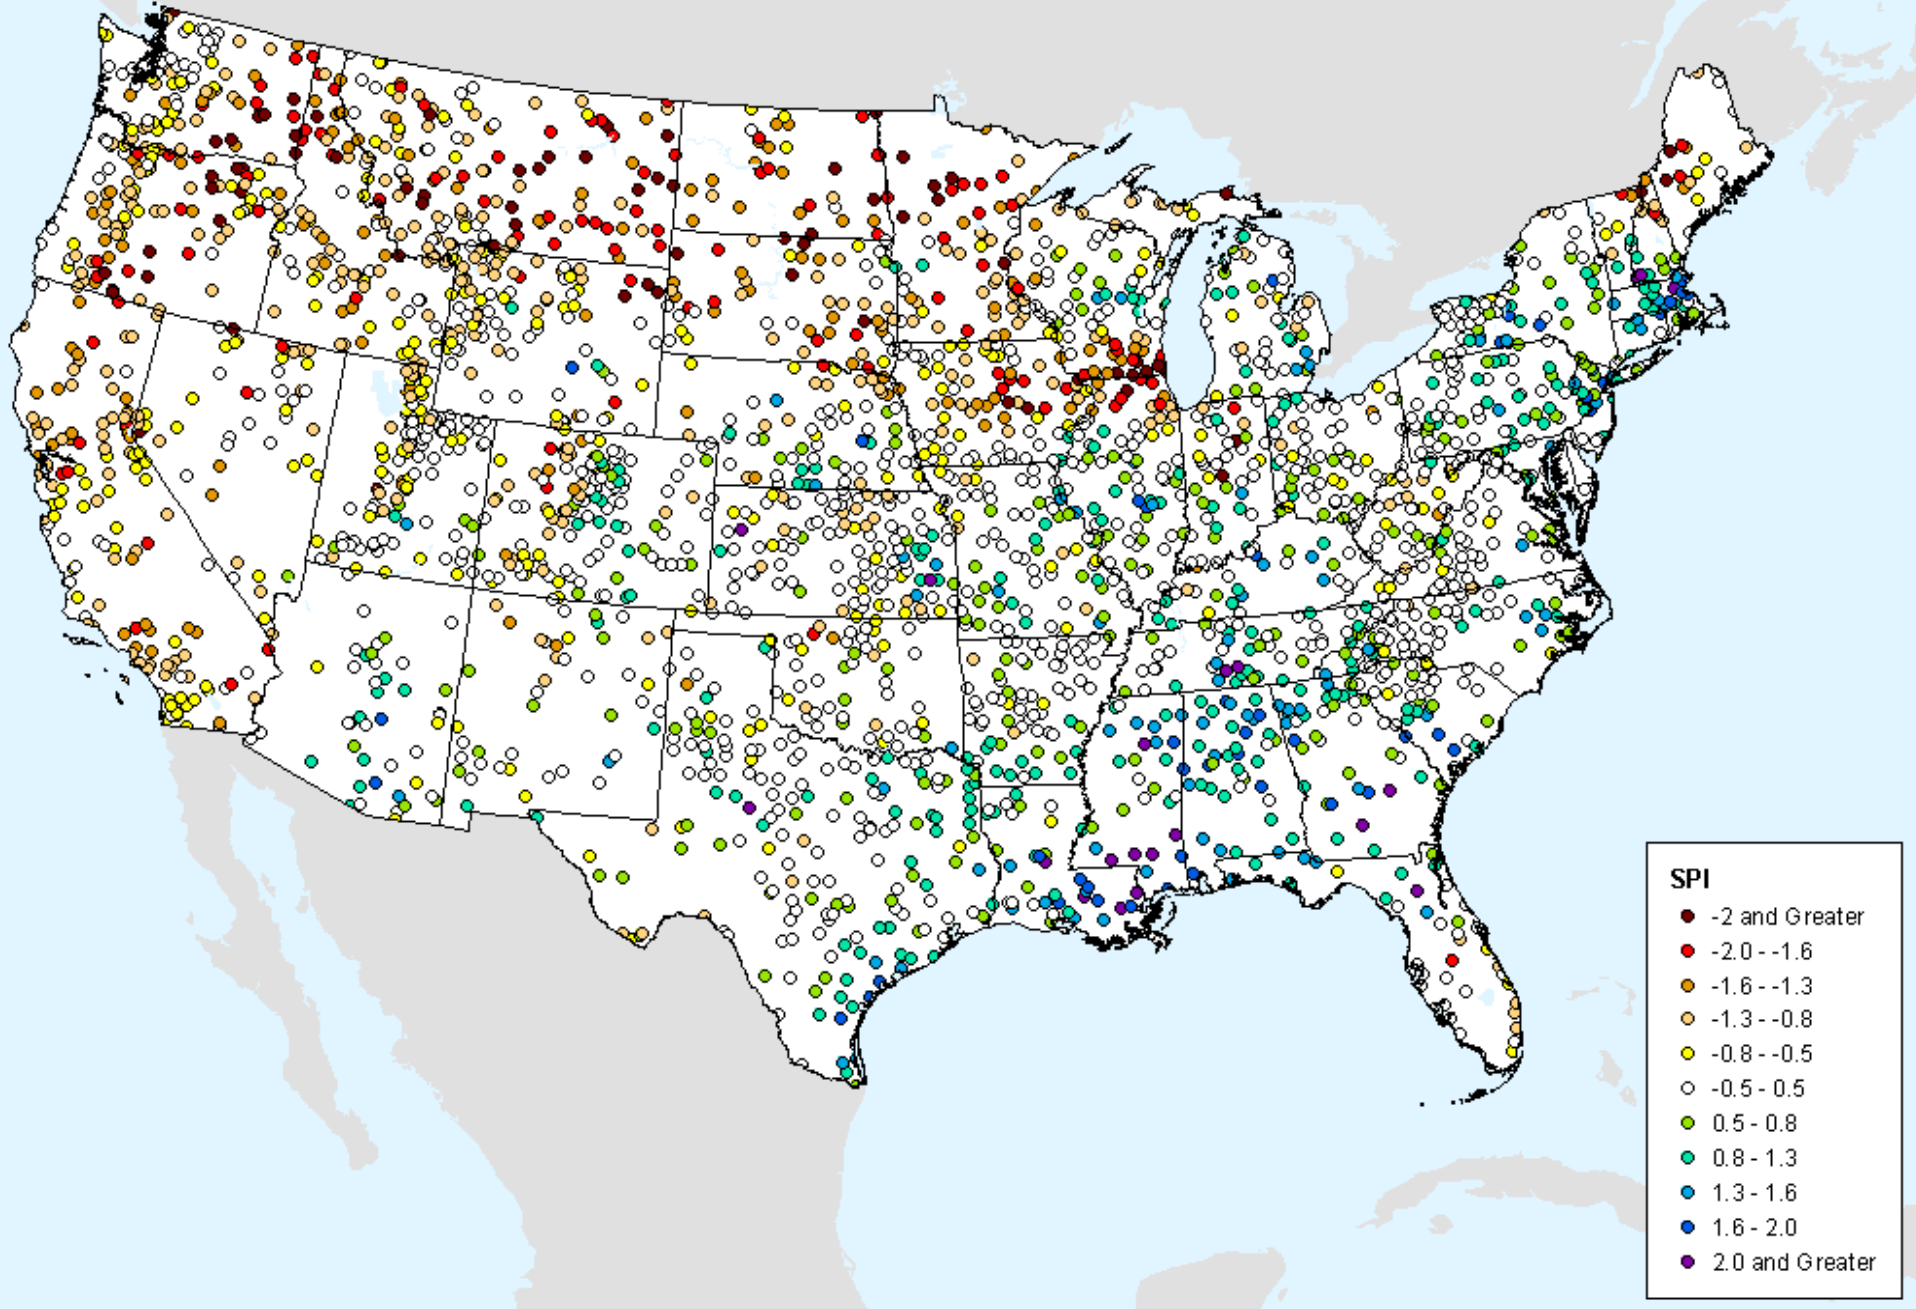 SPI
-2 and Greater
-2.0 - -1.6
-1.6 - -1.3
-1.3 - -0.8
-0.8 - -0.5
-0.5 - 0.5
0.5 - 0.8
0.8 - 1.3
1.3 - 1.6
1.6 - 2.0
2.0 and Greater